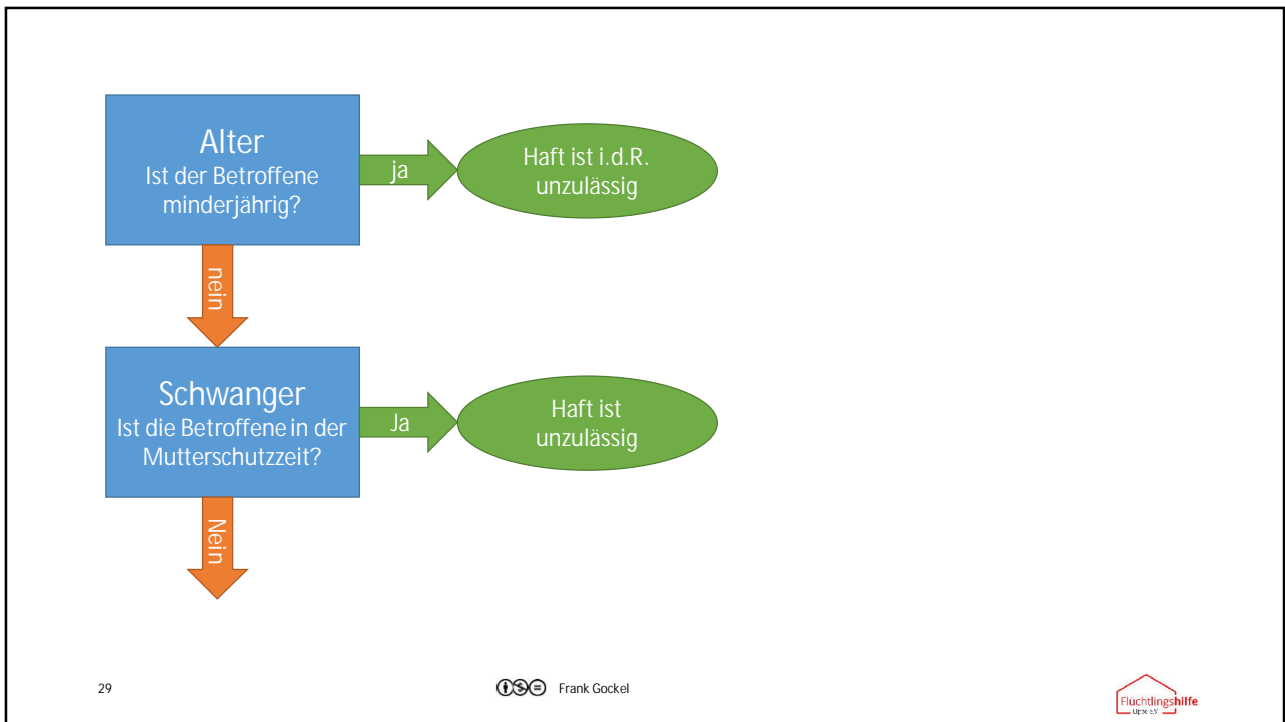 Alter
Ist der Betroffene
minderjährig?
ja
Haft ist i.d.R.
unzulässig
nein
Schwanger
Ist die Betroffene in der
Mutterschutzzeit?
Ja
Haft ist
unzulässig
Nein
29
Frank Gockel
Flüchtlingshilfe
Lippe e.V.